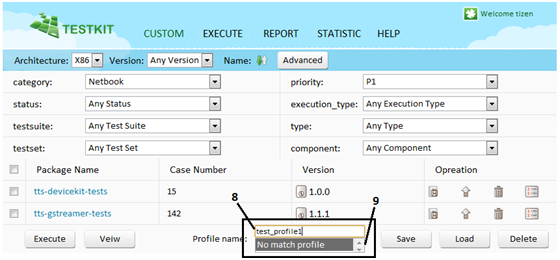 TESTKIT
Welcome tizen
CUSTOM EXECUTE REPORT STATISTIC HELP
Architecture: X86 Version: Any Version Name: Advanced
category: Netbook priority: P1
status: Any Status execution_type: Any Execution Type
testsuite: Any Test Suite type: Any Type
testset: Any Test Set component: Any Component
Package Name Case Number Version Opreation
tts-devicekit-tests 15 1.0.0
tts-gstreamer-tests 142 1.1.1
8 9
Execute Veiw Profile name: test_profile1 Save Load Delete
No match profile